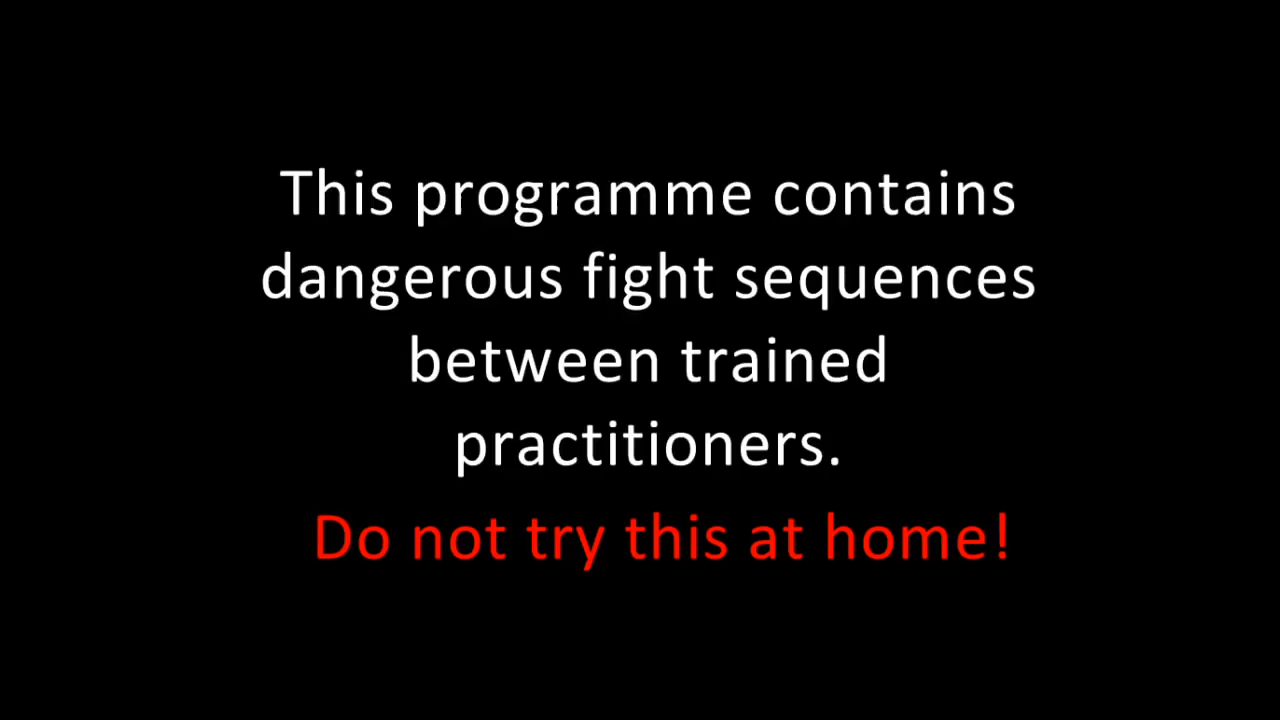 This programme contains
dangerous fight sequences
between trained
practitioners.
Do not try this at home!